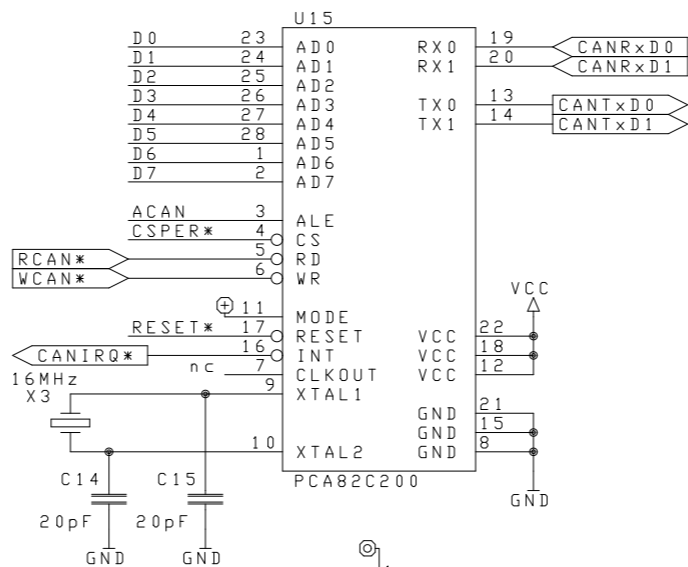 U15
D0 23 AD0 RX0 19 CANRxD0
D1 24 AD1 RX1 20 CANRxD1
D2 25 AD2
D3 26 AD3 TX0 13 CANTxD0
D4 27 AD4 TX1 14 CANTxD1
D5 28 AD5
D6 1 AD6
D7 2 AD7
ACAN 3 ALE
CSPER* 4 CS
RCAN* 5 RD
WCAN* 6 WR
VCC
11 MODE
RESET* 17 RESET VCC 22
CANIRQ* 16 INT VCC 18
nc 7 CLKOUT VCC 12
16MHz 9 XTAL1
X3
GND 21
GND 15
10 XTAL2 GND 8
C14 C15 PCA82C200
GND
20pF 20pF
GND GND